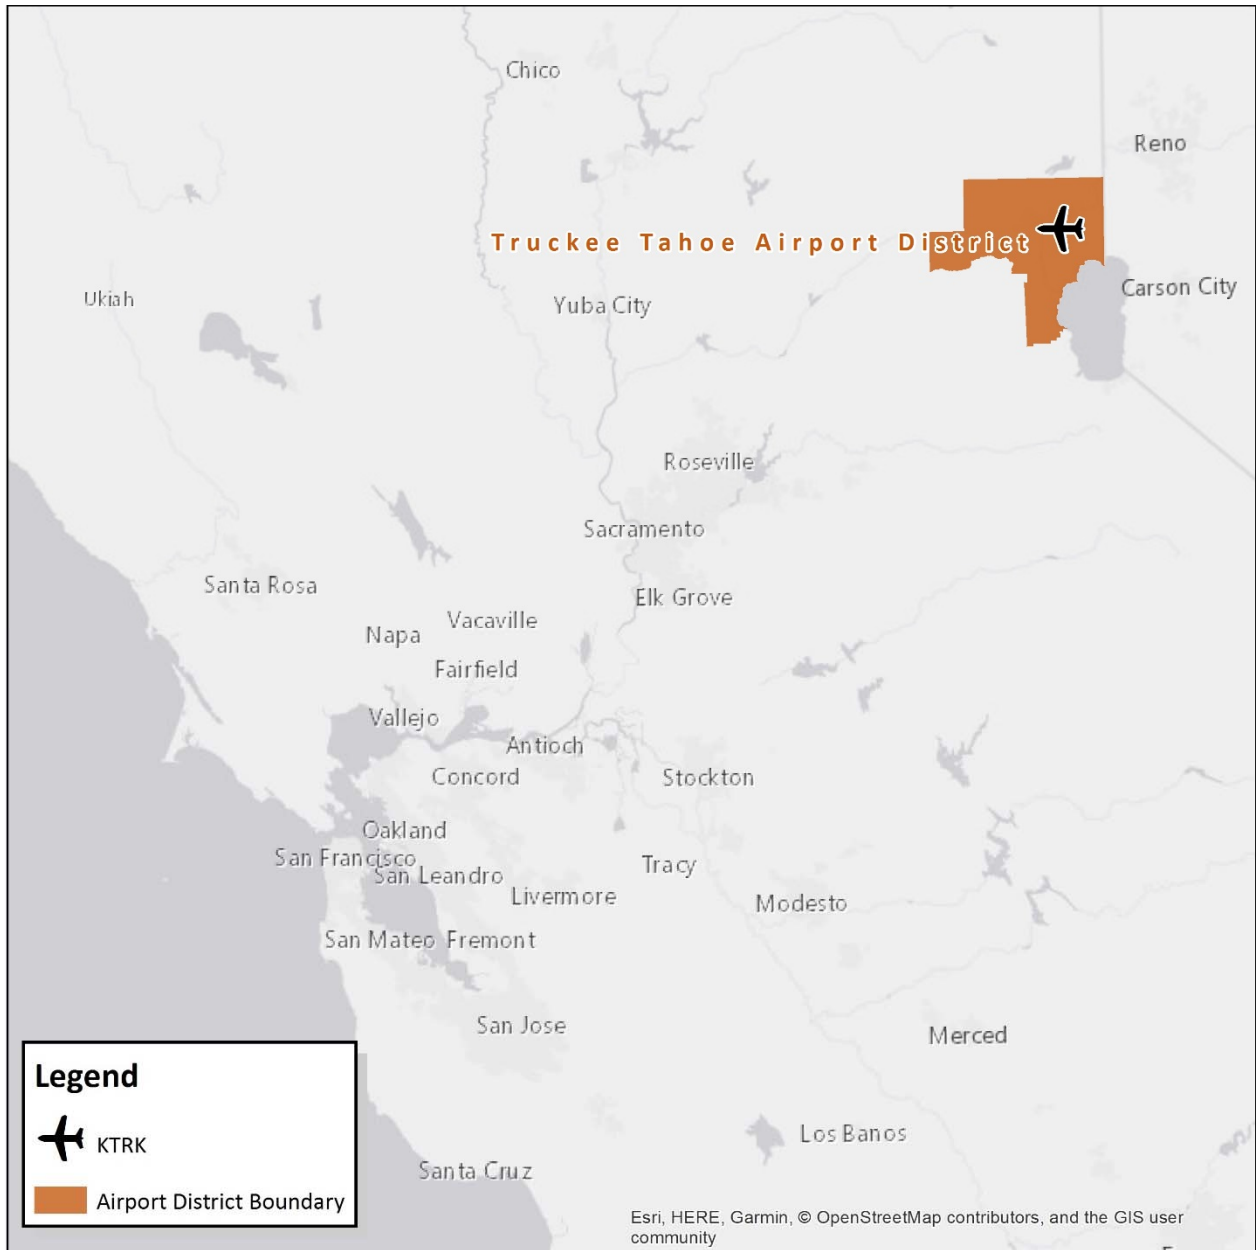 Chico
Reno
Truckee Tahoe Airport District
Carson City
Ukiah
Yuba City
Roseville
Sacramento
Santa Rosa
Elk Grove
Vacaville
Napa
Fairfield
Vallejo
Antioch
Concord
Stockton
Oakland
San Francisco
San Leandro
Tracy
Livermore
Modesto
San Mateo
Fremont
San Jose
Merced
Legend
KTRK
Airport District Boundary
Los Banos
Santa Cruz
Esri, HERE, Garmin, © OpenStreetMap contributors, and the GIS user
community